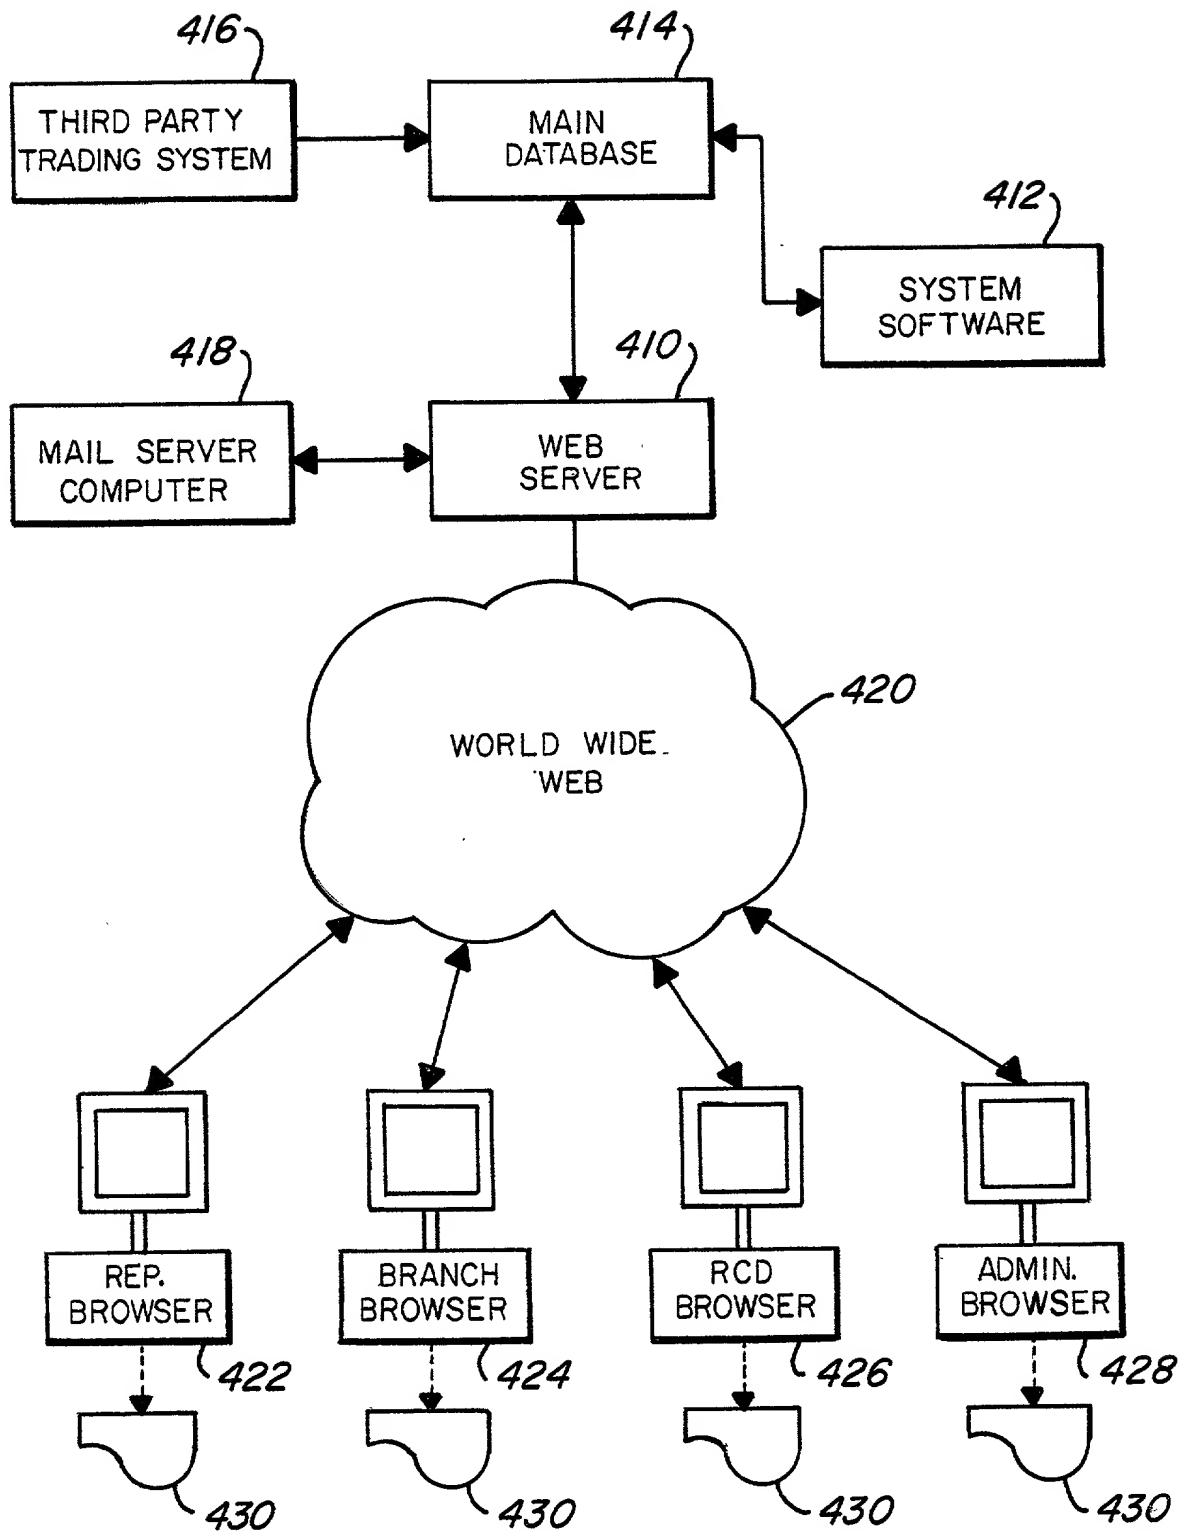 416
414
THIRD PARTY
TRADING SYSTEM
MAIN
DATABASE
412
SYSTEM
SOFTWARE
418
410
MAIL SERVER
COMPUTER
WEB
SERVER
420
WORLD WIDE
WEB
REP.
BROWSER
BRANCH
BROWSER
RCD
BROWSER
ADMIN.
BROWSER
422
424
426
428
430
430
430
430